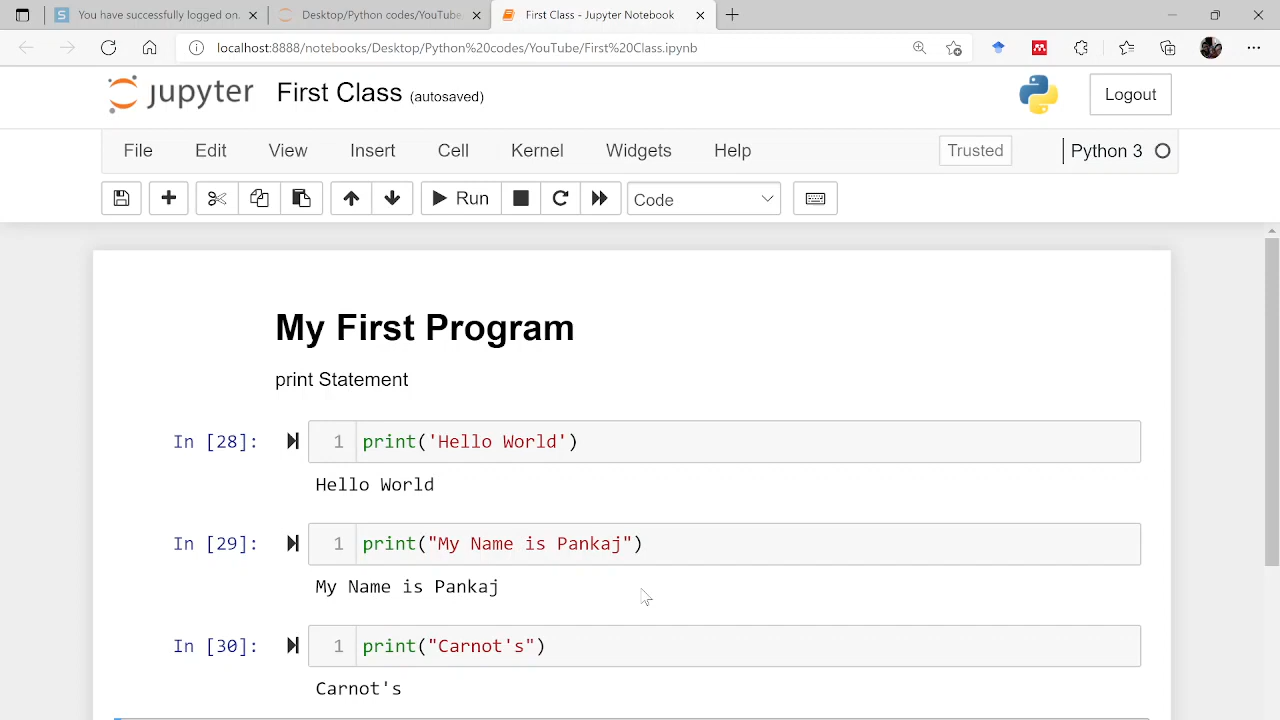 You have successfully logged so
Desktop/Python codes/YouTube
First Class - Jupyter Notebook
localhost:8888/notebooks/Desktop/Python%20codes/YouTube/First%20Class.ipynb
jupyter First Class (autosaved) Logout
File Edit View Insert Cell Kernel Widgets Help Trusted Python 3
Run Code
My First Program
print Statement
In [28]: 1 print('Hello World')
Hello World
In [29]: 1 print("My Name is Pankaj")
My Name is Pankaj
In [30]: 1 print("Carnot's")
Carnot's